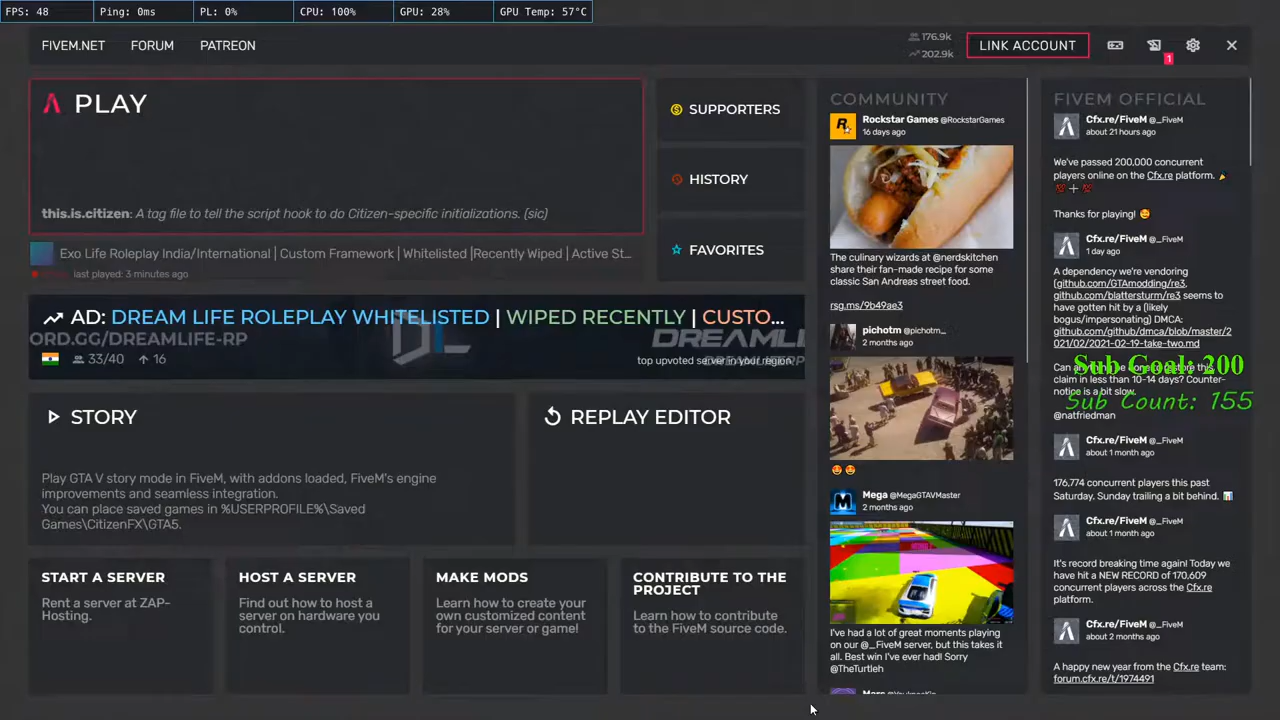 FPS: 48
Ping: 0ms
PL: 0%
CPU: 100%
GPU: 28%
GPU Temp: 57°C
FIVEM.NET
FORUM
PATREON
176.9k
202.9k
LINK ACCOUNT
1
PLAY
this.is.citizen: A tag file to tell the script hook to do Citizen-specific initializations. (sic)
Exo Life Roleplay India/International | Custom Framework | Whitelisted |Recently Wiped | Active St...
last played: 3 minutes ago
SUPPORTERS
HISTORY
FAVORITES
AD: DREAM LIFE ROLEPLAY WHITELISTED | WIPED RECENTLY | CUSTO...
ORD.GG/DREAMLIFE-RP
DREAMLI
33/40
16
top upvoted server in your region
STORY
Play GTA V story mode in FiveM, with addons loaded, FiveM's engine
improvements and seamless integration.
You can place saved games in %USERPROFILE%\Saved
Games\CitizenFX\GTA5.
REPLAY EDITOR
START A SERVER
Rent a server at ZAP-
Hosting.
HOST A SERVER
Find out how to host a
server on hardware you
control.
MAKE MODS
Learn how to create your
own customized content
for your server or game!
CONTRIBUTE TO THE
PROJECT
Learn how to contribute
to the FiveM source code.
COMMUNITY
Rockstar Games @RockstarGames
16 days ago
The culinary wizards at @nerdskitchen
share their fan-made recipe for some
classic San Andreas street food.
rsg.ms/9b49ae3
pichotm @pichotm_
2 months ago
🤩🤩
Mega @MegaGTAVMaster
2 months ago
I've had a lot of great moments playing
on our @_FiveM server, but this takes it
all. Best win I've ever had! Sorry
@TheTurtleh
FIVEM OFFICIAL
Cfx.re/FiveM @_FiveM
about 21 hours ago
We've passed 200,000 concurrent
players online on the Cfx.re platform. 🎉
💯 ➕ 💯
Thanks for playing! 🤩
Cfx.re/FiveM @_FiveM
1 day ago
A dependency we're vendoring
(github.com/GTAmodding/re3,
github.com/blattersturm/re3 seems to
have gotten hit by a (likely
bogus/impersonating) DMCA:
github.com/github/dmca/blob/master/2
021/02/2021-02-19-take-two.md
Sub Goal: 200
claim in less than 10-14 days? Counter-
notice is a bit slow.
Sub Count: 155
@natfriedman
Cfx.re/FiveM @_FiveM
about 1 month ago
176,774 concurrent players this past
Saturday. Sunday trailing a bit behind. 📊
Cfx.re/FiveM @_FiveM
about 1 month ago
It's record breaking time again! Today we
have hit a NEW RECORD of 170,609
concurrent players across the Cfx.re
platform.
Cfx.re/FiveM @_FiveM
about 2 months ago
A happy new year from the Cfx.re team:
forum.cfx.re/t/1974491